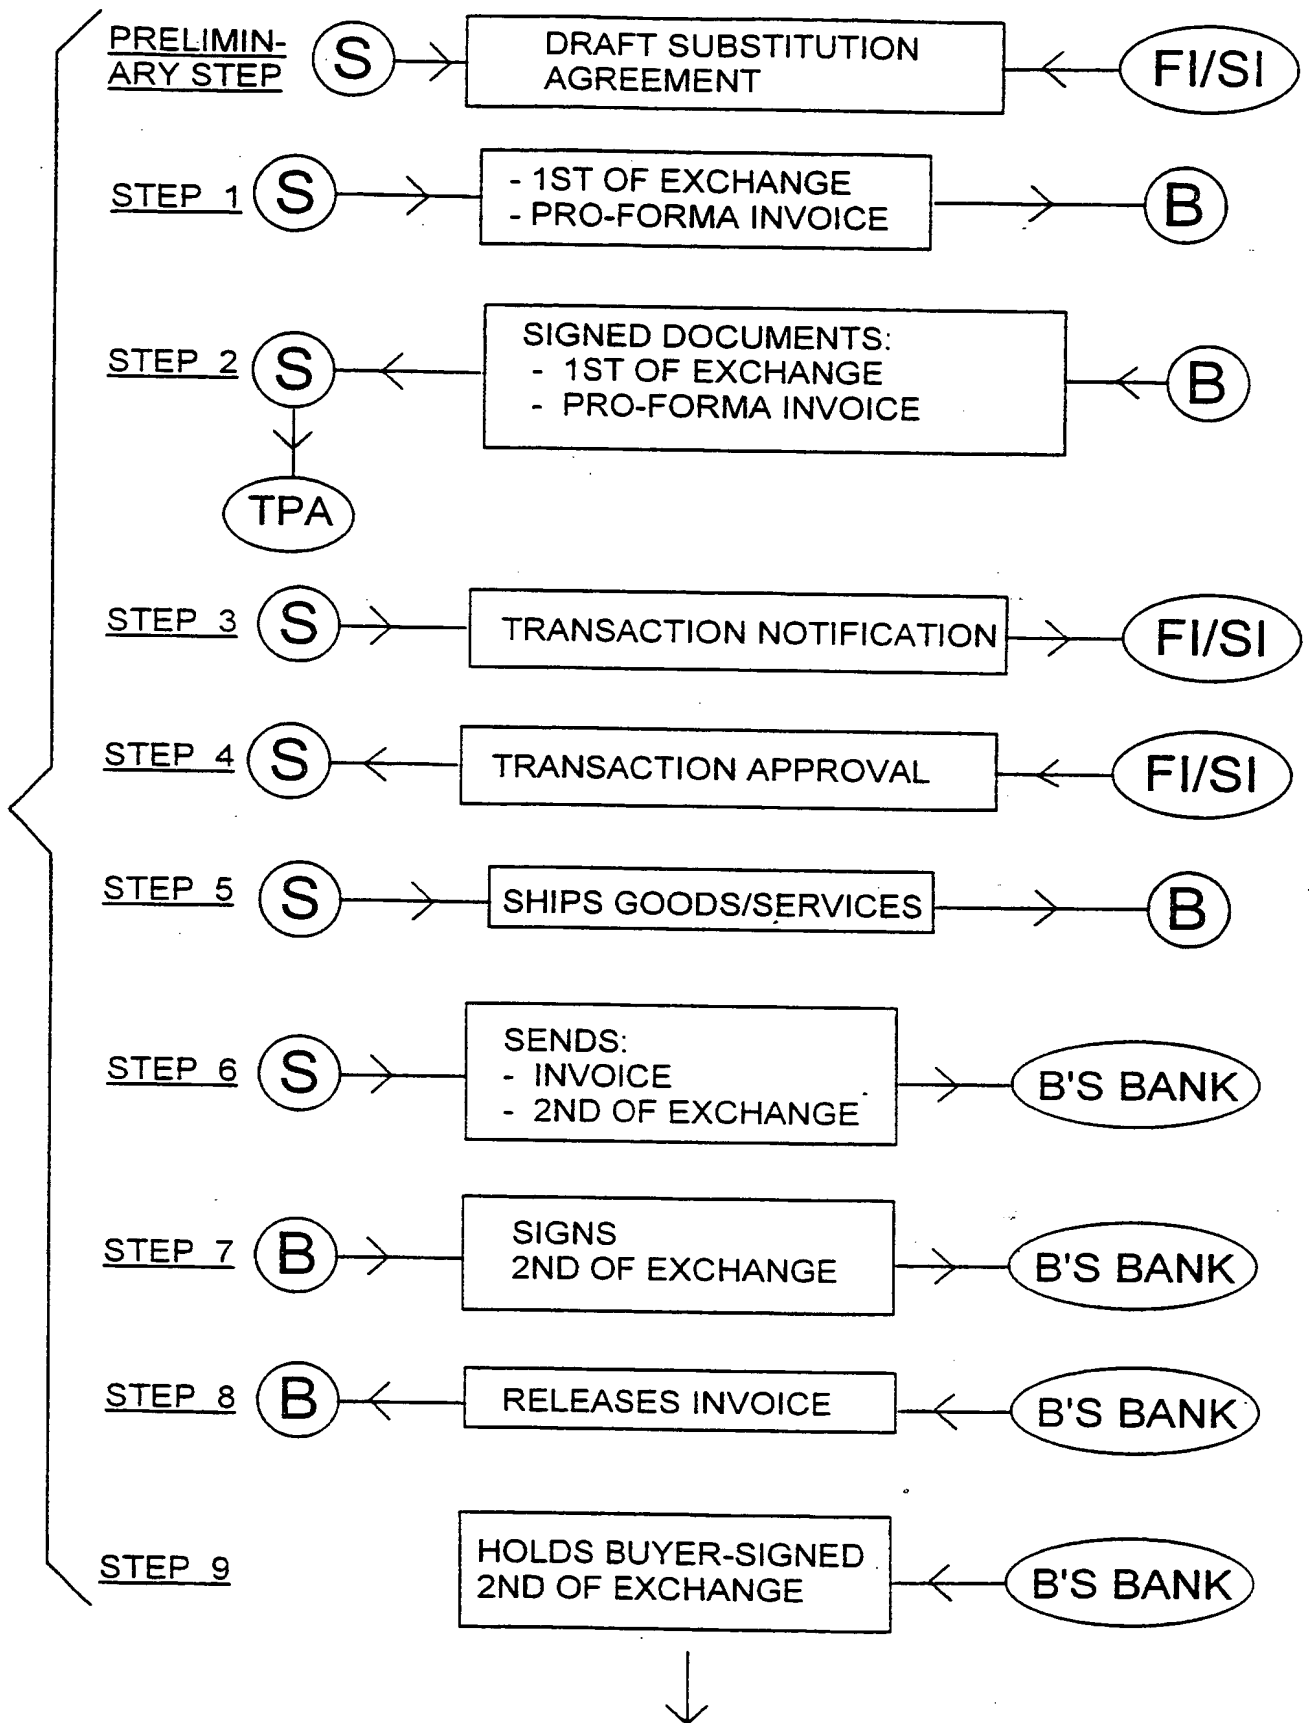 PRELIMIN-
ARY STEP
S
DRAFT SUBSTITUTION
AGREEMENT
FI/SI
STEP 1
S
- 1ST OF EXCHANGE
- PRO-FORMA INVOICE
B
STEP 2
S
SIGNED DOCUMENTS:
- 1ST OF EXCHANGE
- PRO-FORMA INVOICE
B
TPA
STEP 3
S
TRANSACTION NOTIFICATION
FI/SI
STEP 4
S
TRANSACTION APPROVAL
FI/SI
STEP 5
S
SHIPS GOODS/SERVICES
B
STEP 6
S
SENDS:
- INVOICE
- 2ND OF EXCHANGE
B'S BANK
STEP 7
B
SIGNS
2ND OF EXCHANGE
B'S BANK
STEP 8
B
RELEASES INVOICE
B'S BANK
STEP 9
HOLDS BUYER-SIGNED
2ND OF EXCHANGE
B'S BANK